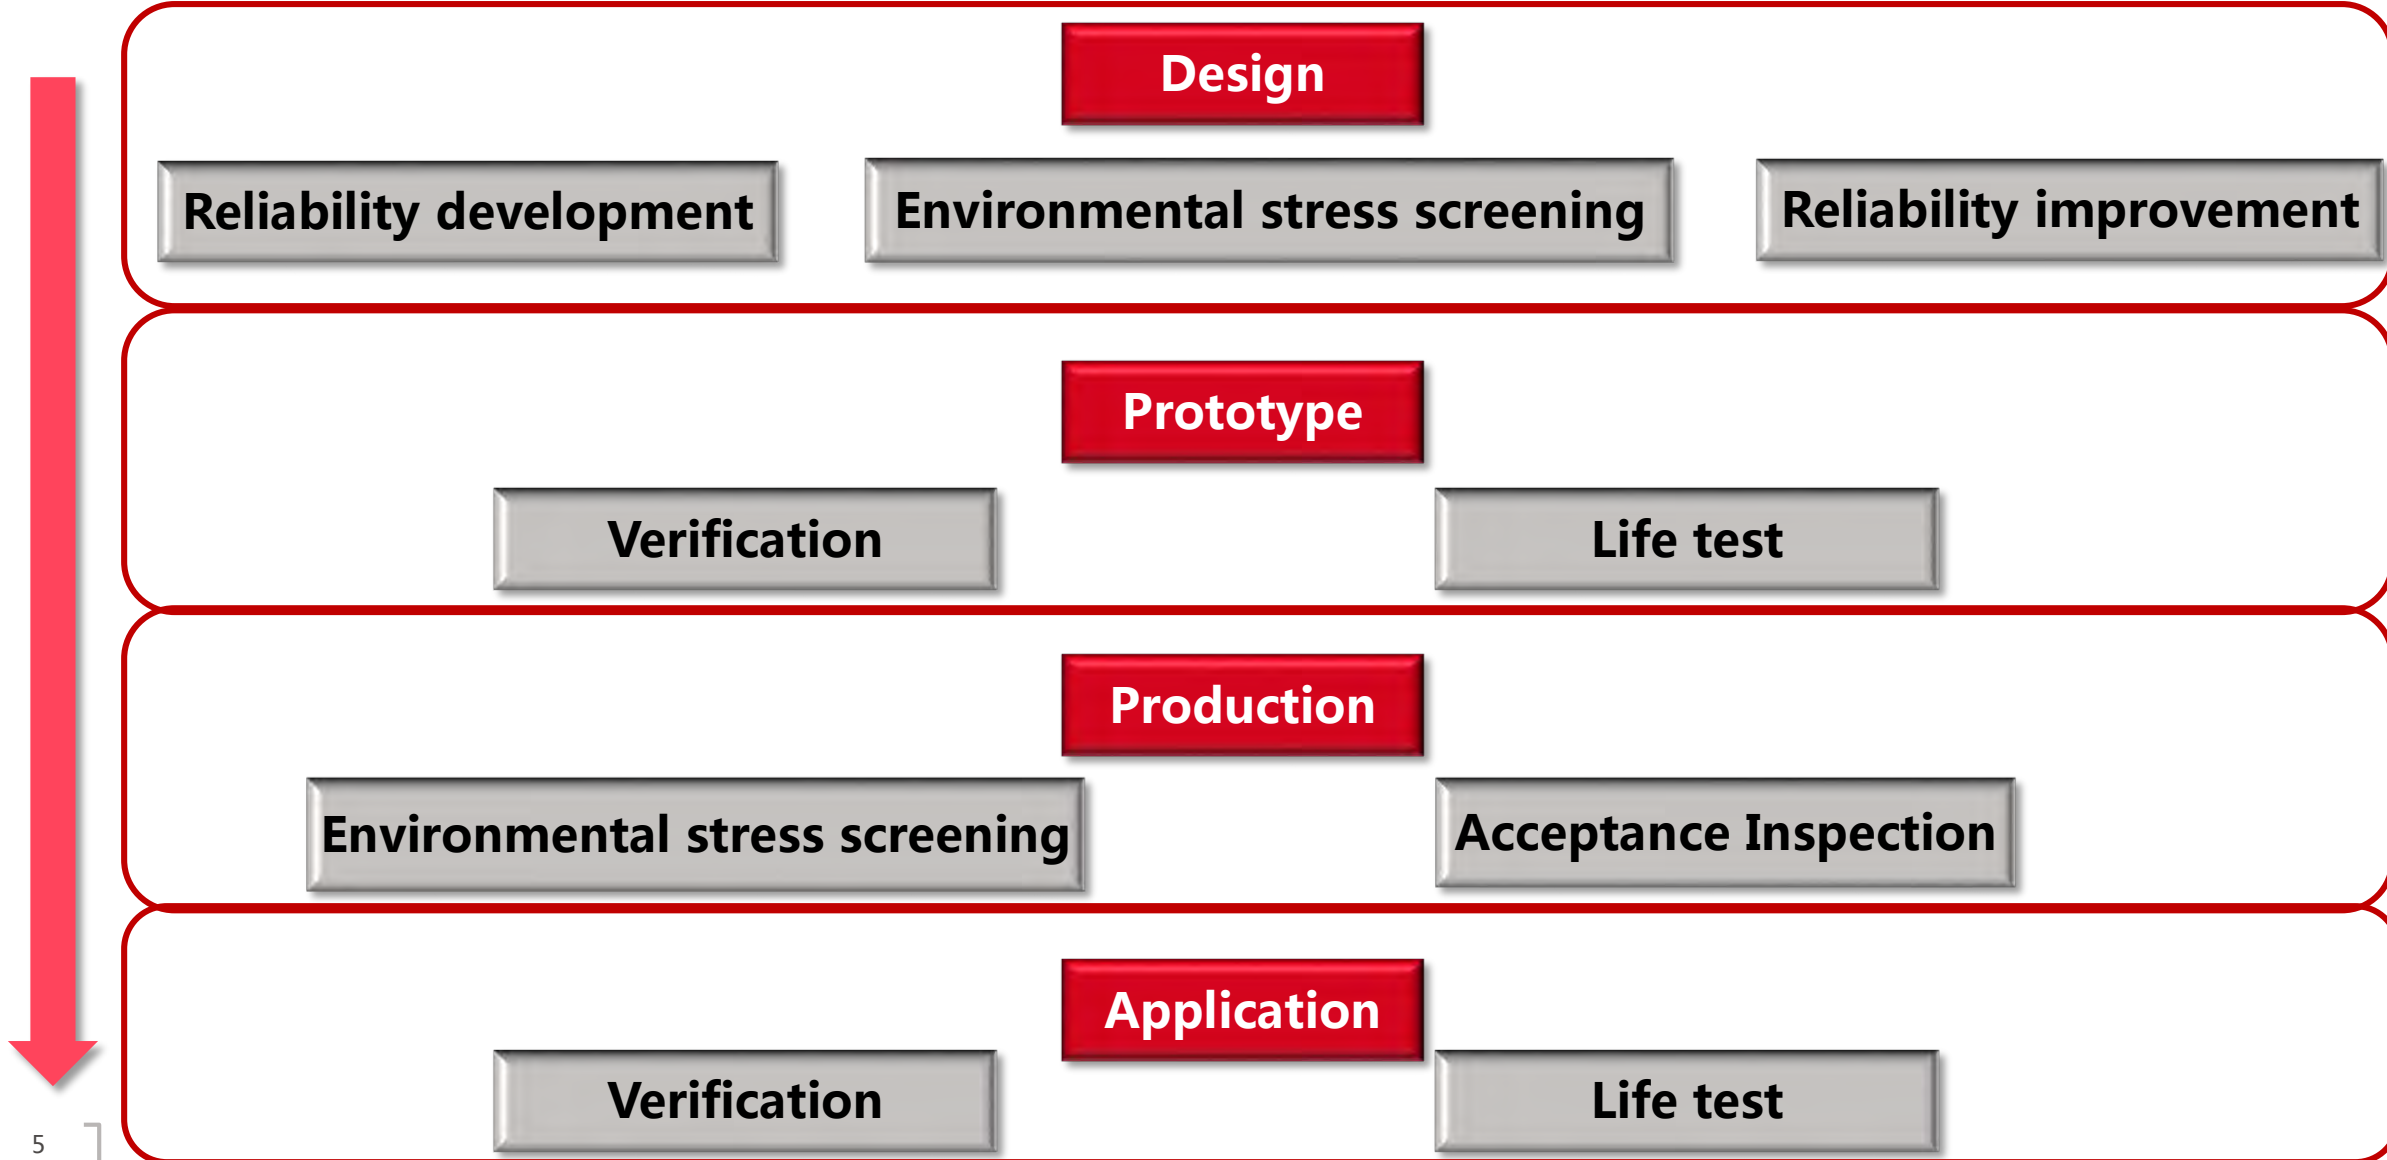 Design
Reliability development
Environmental stress screening
Reliability improvement
Prototype
Verification
Life test
Production
Environmental stress screening
Acceptance Inspection
Application
Verification
Life test
5